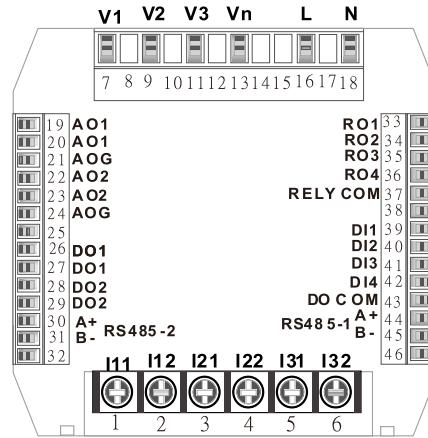 V1 V2 V3 Vn L N
7 8 9 10 11 12 13 14 15 16 17 18
19 AO1
20 AO1
21 AOG
22 AO2
23 AO2
24 AOG
25
26 DO1
27 DO1
28 DO2
29 DO2
30 A+
31 B-
RS485-2
32
RO1 33
RO2 34
RO3 35
RO4 36
RELY COM 37
38
DI1 39
DI2 40
DI3 41
DI4 42
DO COM 43
A+ 44
B- 45
RS485-1
46
I11 I12 I21 I22 I31 I32
1 2 3 4 5 6